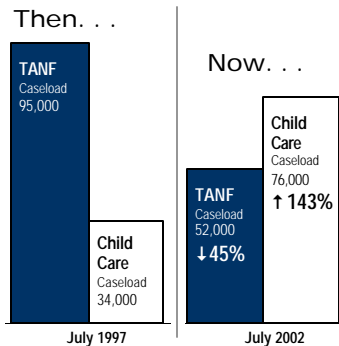 Then. . .
TANF
Caseload
95,000
Child
Care
Caseload
34,000
July 1997
Now. . .
TANF
Caseload
52,000
↓45%
Child
Care
Caseload
76,000
↑143%
July 2002